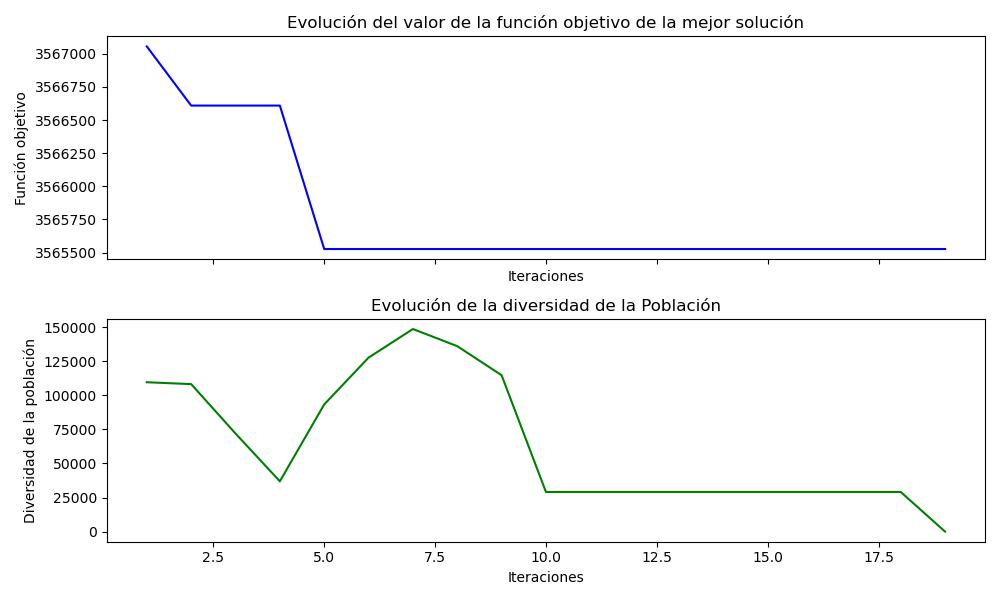 Evolución del valor de la función objetivo de la mejor solución
Función objetivo
3567000
3566750
3566500
3566250
3566000
3565750
3565500
Iteraciones
Evolución de la diversidad de la Población
Diversidad de la población
150000
125000
100000
75000
50000
25000
0
2.5 5.0 7.5 10.0 12.5 15.0 17.5
Iteraciones